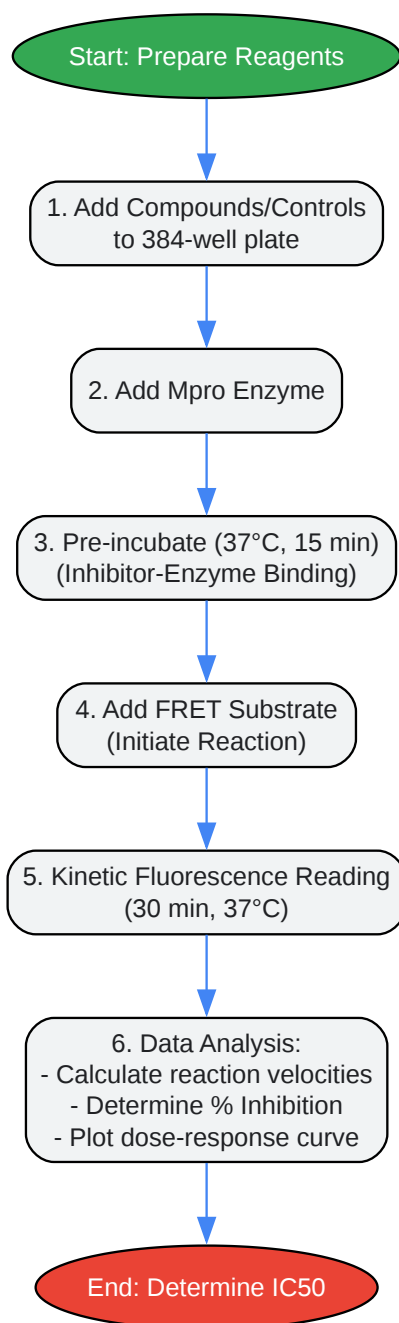 Start: Prepare Reagents
1. Add Compounds/Controls
to 384-well plate
2. Add Mpro Enzyme
3. Pre-incubate (37°C, 15 min)
(Inhibitor-Enzyme Binding)
4. Add FRET Substrate
(Initiate Reaction)
5. Kinetic Fluorescence Reading
(30 min, 37°C)
6. Data Analysis:
- Calculate reaction velocities
- Determine % Inhibition
- Plot dose-response curve
End: Determine IC50